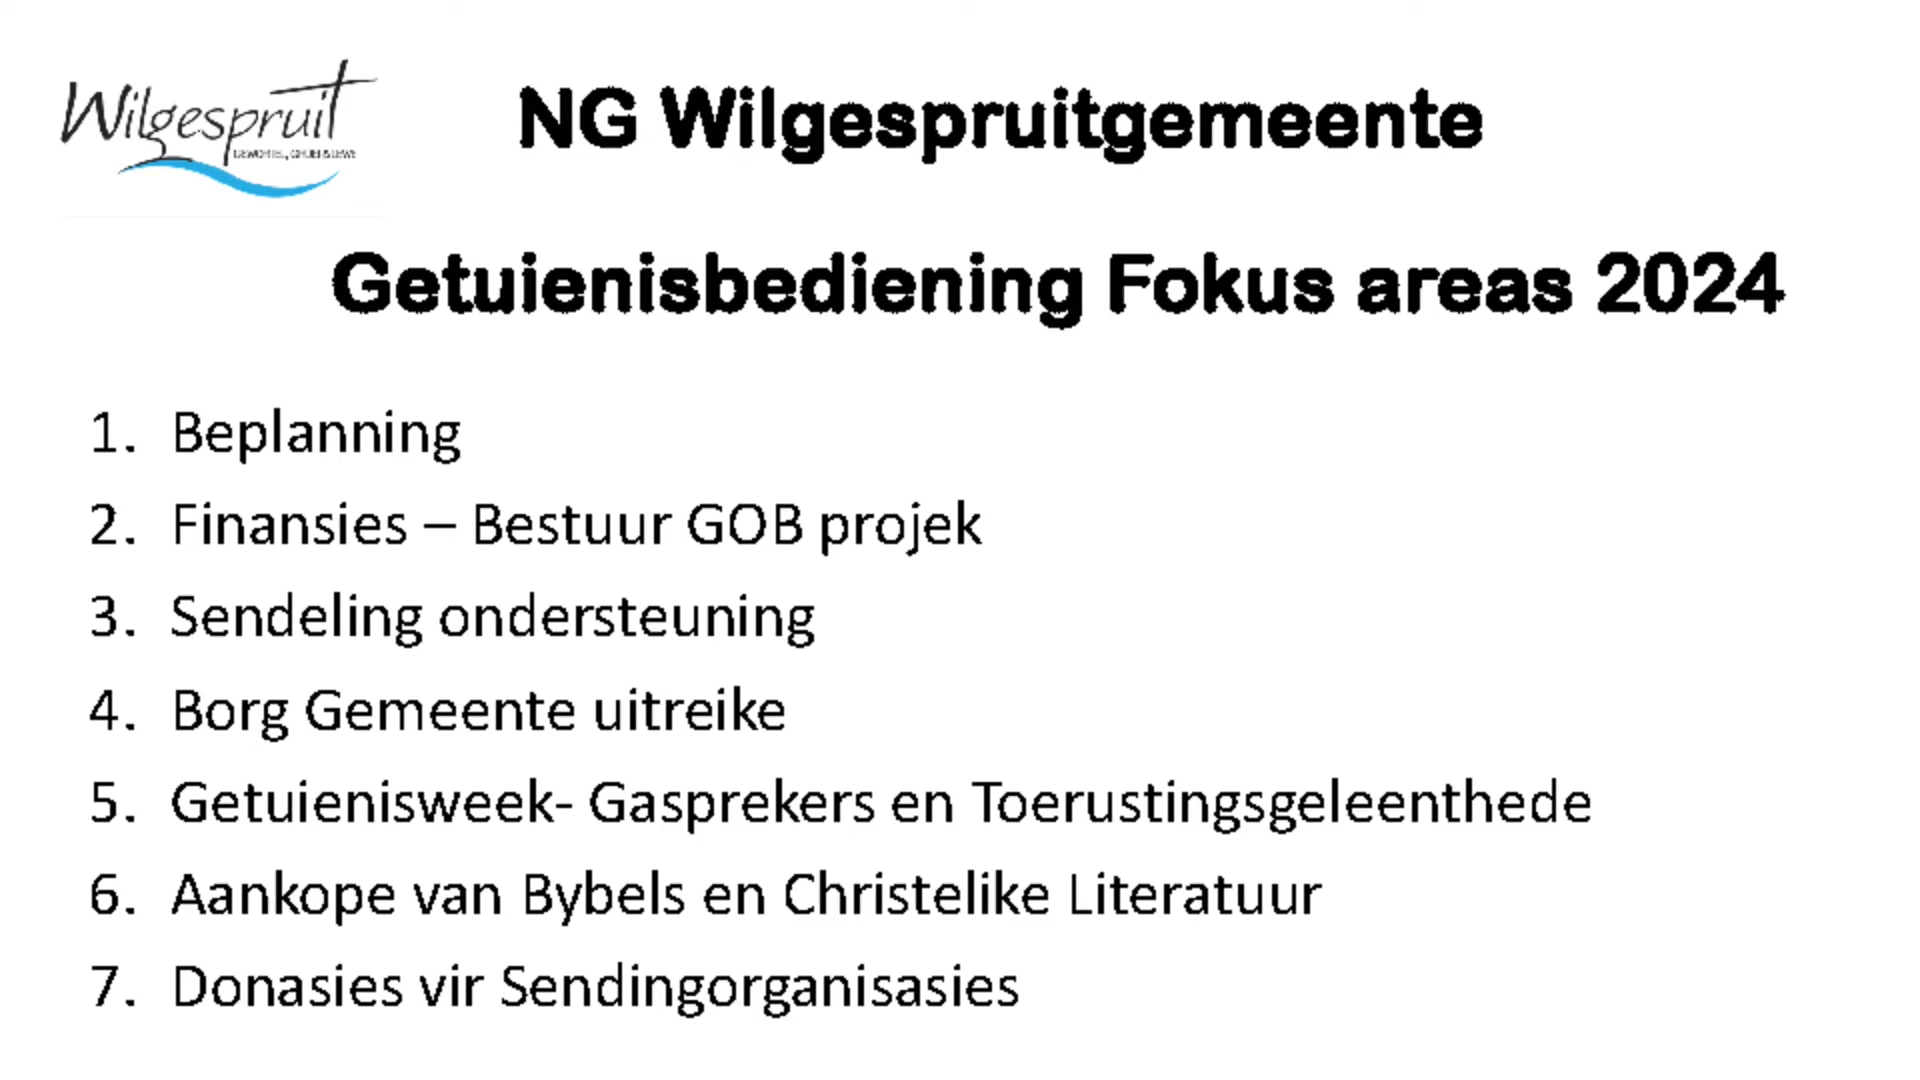 Wilgespruit
NG Wilgespruitgemeente
Getuienisbediening Fokus areas 2024
1. Beplanning
2. Finansies – Bestuur GOB projek
3. Sendeling ondersteuning
4. Borg Gemeente uitreike
5. Getuienisweek- Gasprekers en Toerustingsgeleenthede
6. Aankope van Bybels en Christelike Literatuur
7. Donasies vir Sendingorganisasies